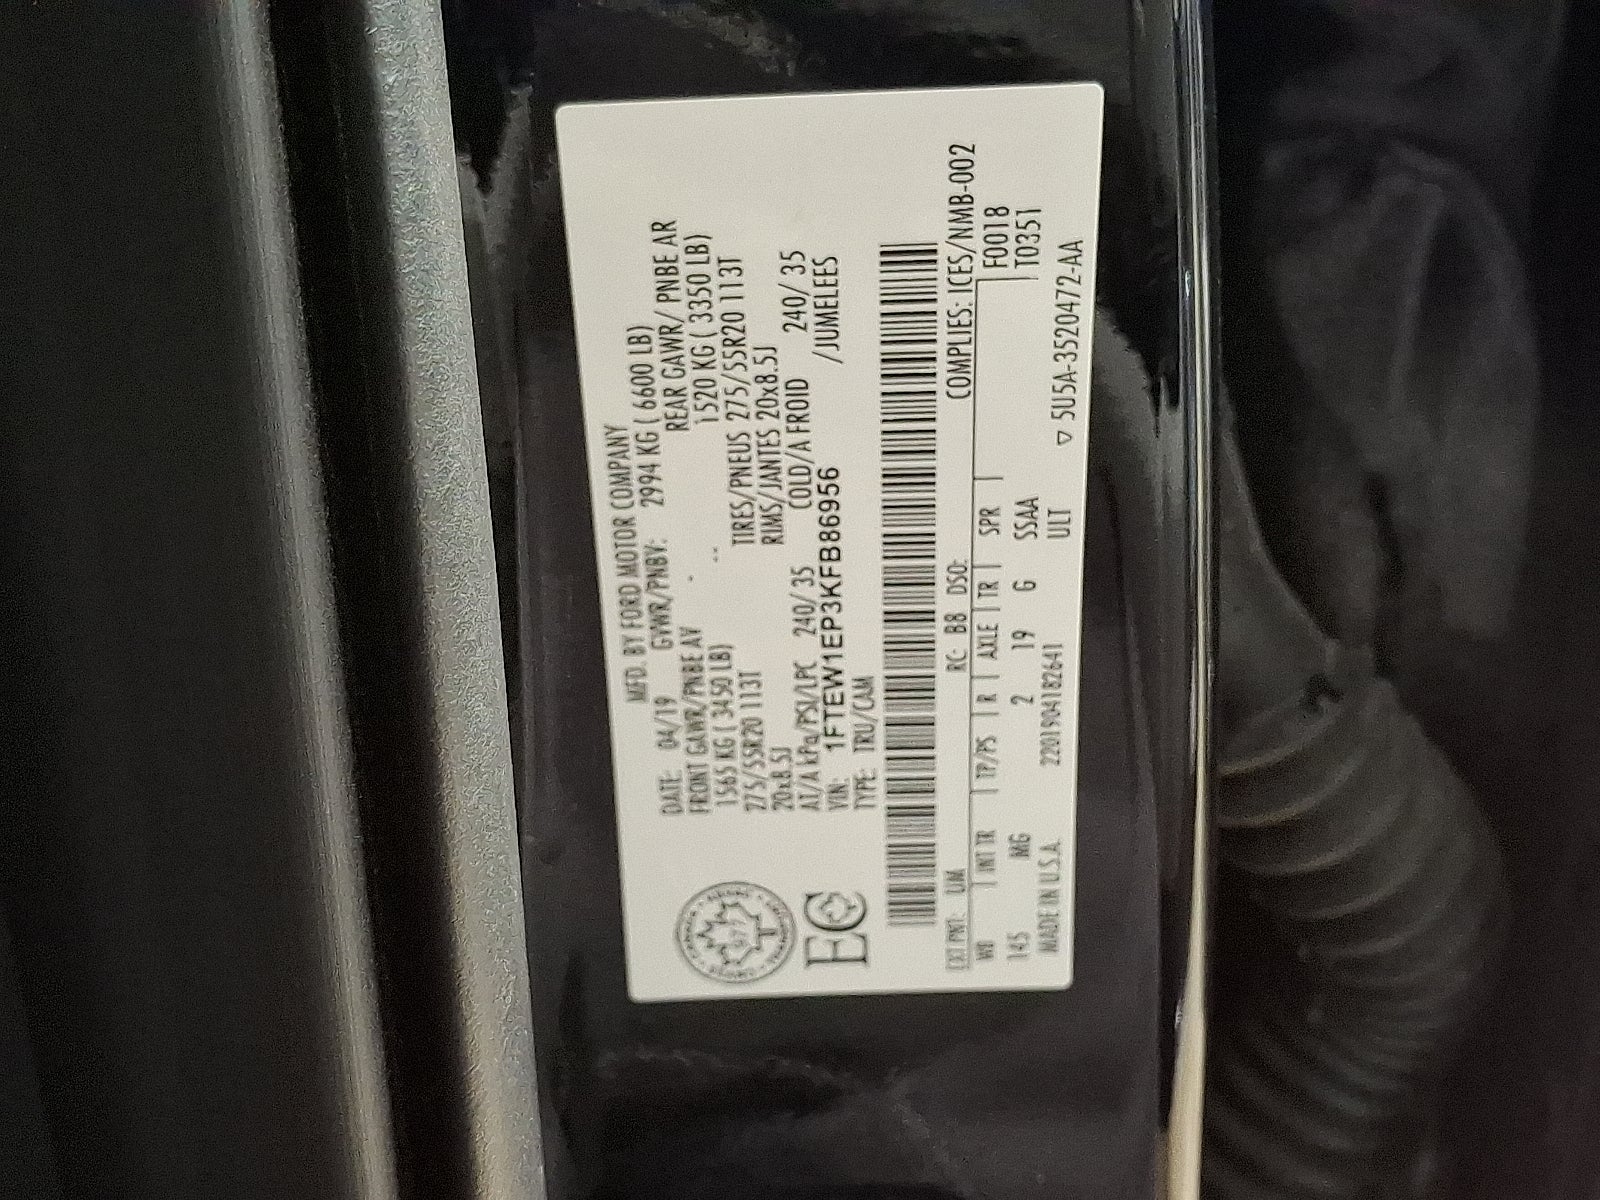 MFD. BY FORD MOTOR COMPANY
DATE: 04/19 GVWR/PNBV: 2994 KG ( 6600 LB)
FRONT GAWR/PNBE AV REAR GAWR/ PNBE AR
1565 KG ( 3450 LB) 1520 KG ( 3350 LB)
275/55R20 113T TIRES/PNEUS 275/55R20 113T
20x8.5J RIMS/JANTES 20x8.5J
AT/A kPa/PSI/LPC 240/ 35 COLD/A FROID 240/ 35
VIN: 1FTEW1EP3KFB86956 /JUMELEES
TYPE: TRU/CAM
EC
EXT PNT: UM RC: B8 DSO: COMPLIES: ICES/NMB-002
WB INT TR TP/PS R AXLE TR SPR F0018
145 MG 2 19 G SSAA T0351
MADE IN U.S.A. 2201904182641 ULT ▽ 5U5A-3520472-AA